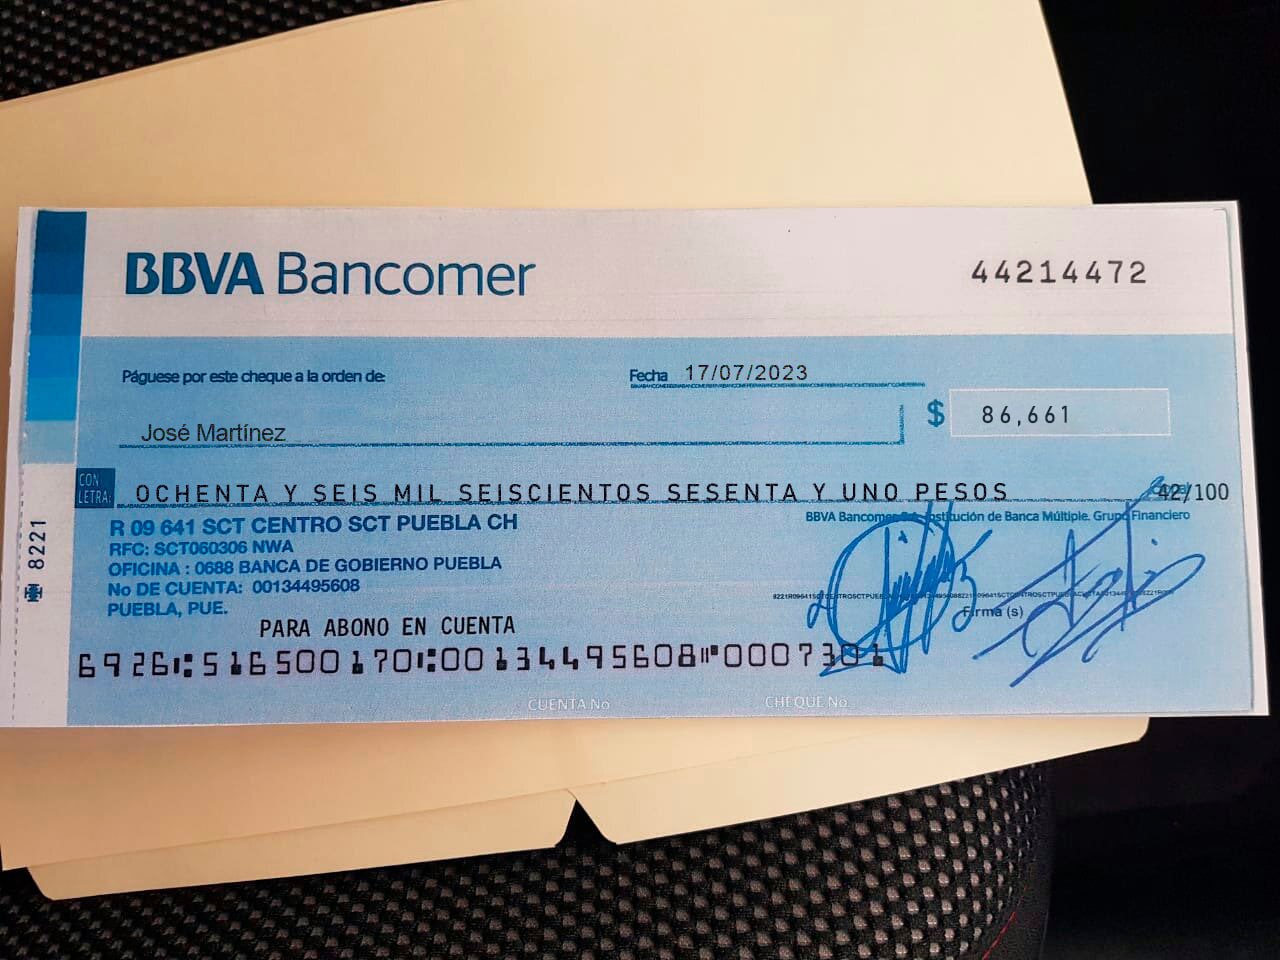 BBVA Bancomer
44214472
Páguese por este cheque a la orden de:
Fecha 17/07/2023
José Martínez
$ 86,661
CON LETRA: OCHENTA Y SEIS MIL SEISCIENTOS SESENTA Y UNO PESOS 42/100
R 09 641 SCT CENTRO SCT PUEBLA CH
BBVA Bancomer Institución de Banca Múltiple. Grupo Financiero
RFC: SCT060306 NWA
OFICINA : 0688 BANCA DE GOBIERNO PUEBLA
No DE CUENTA: 00134495608
PUEBLA, PUE.
Firma (s)
PARA ABONO EN CUENTA
6926⑆516500170⑆00134495608⑈0007301
CUENTA No CHEQUE No
8221